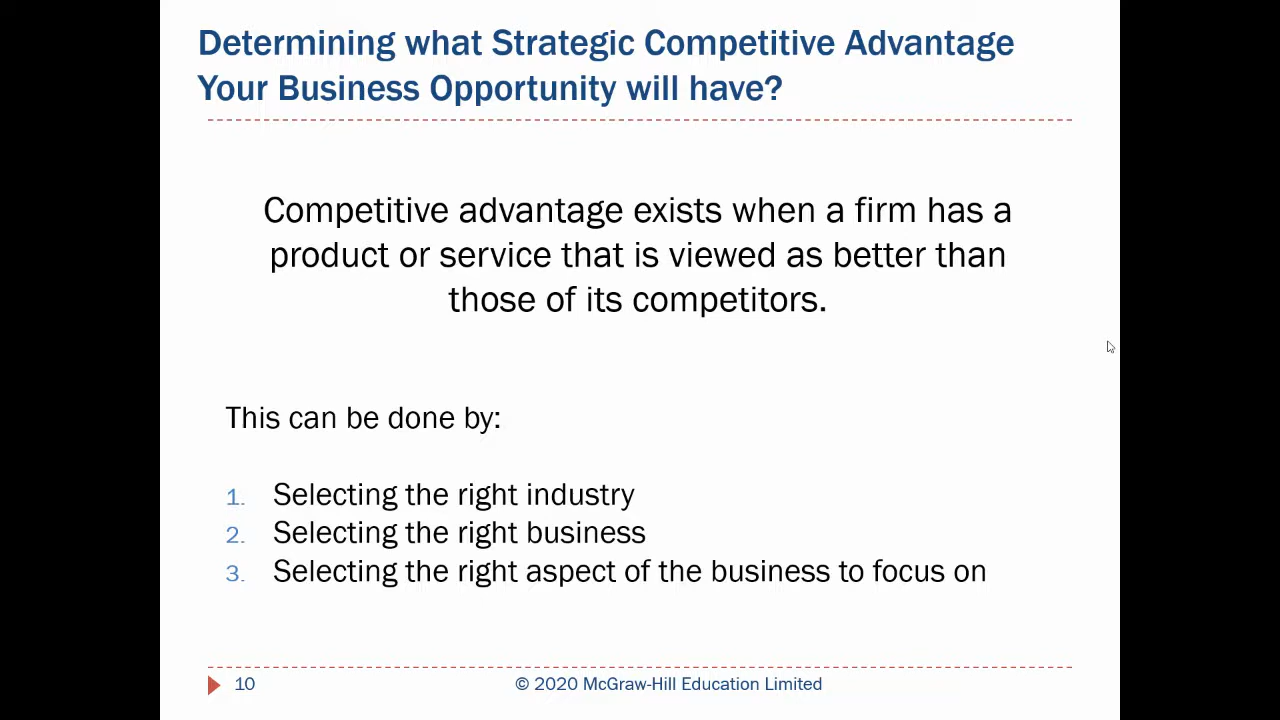 Determining what Strategic Competitive Advantage
Your Business Opportunity will have?
Competitive advantage exists when a firm has a
product or service that is viewed as better than
those of its competitors.
This can be done by:
1. Selecting the right industry
2. Selecting the right business
3. Selecting the right aspect of the business to focus on
10
© 2020 McGraw-Hill Education Limited